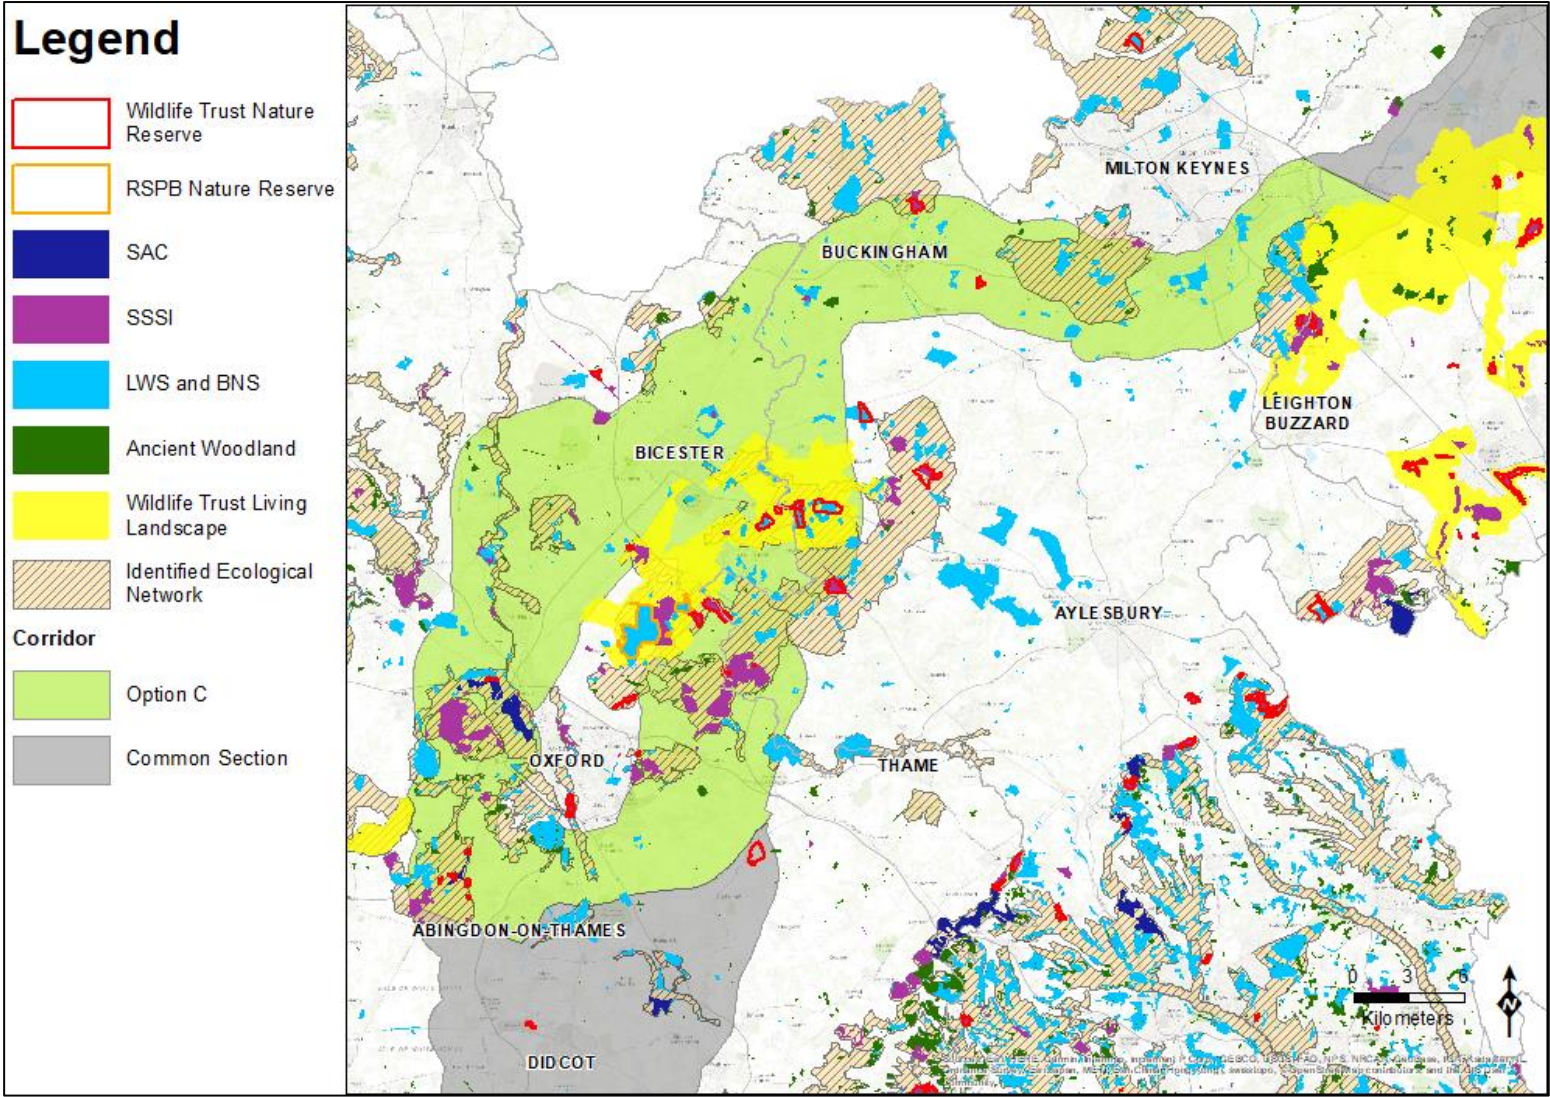 Legend
Wildlife Trust Nature
Reserve
RSPB Nature Reserve
SAC
SSSI
LWS and BNS
Ancient Woodland
Wildlife Trust Living
Landscape
Identified Ecological
Network
Corridor
Option C
Common Section
MILTON KEYNES
BUCKINGHAM
LEIGHTON
BUZZARD
BICESTER
AYLESBURY
OXFORD
THAME
ABINGDON-ON-THAMES
DIDCOT
0 3 6
Kilometers
N